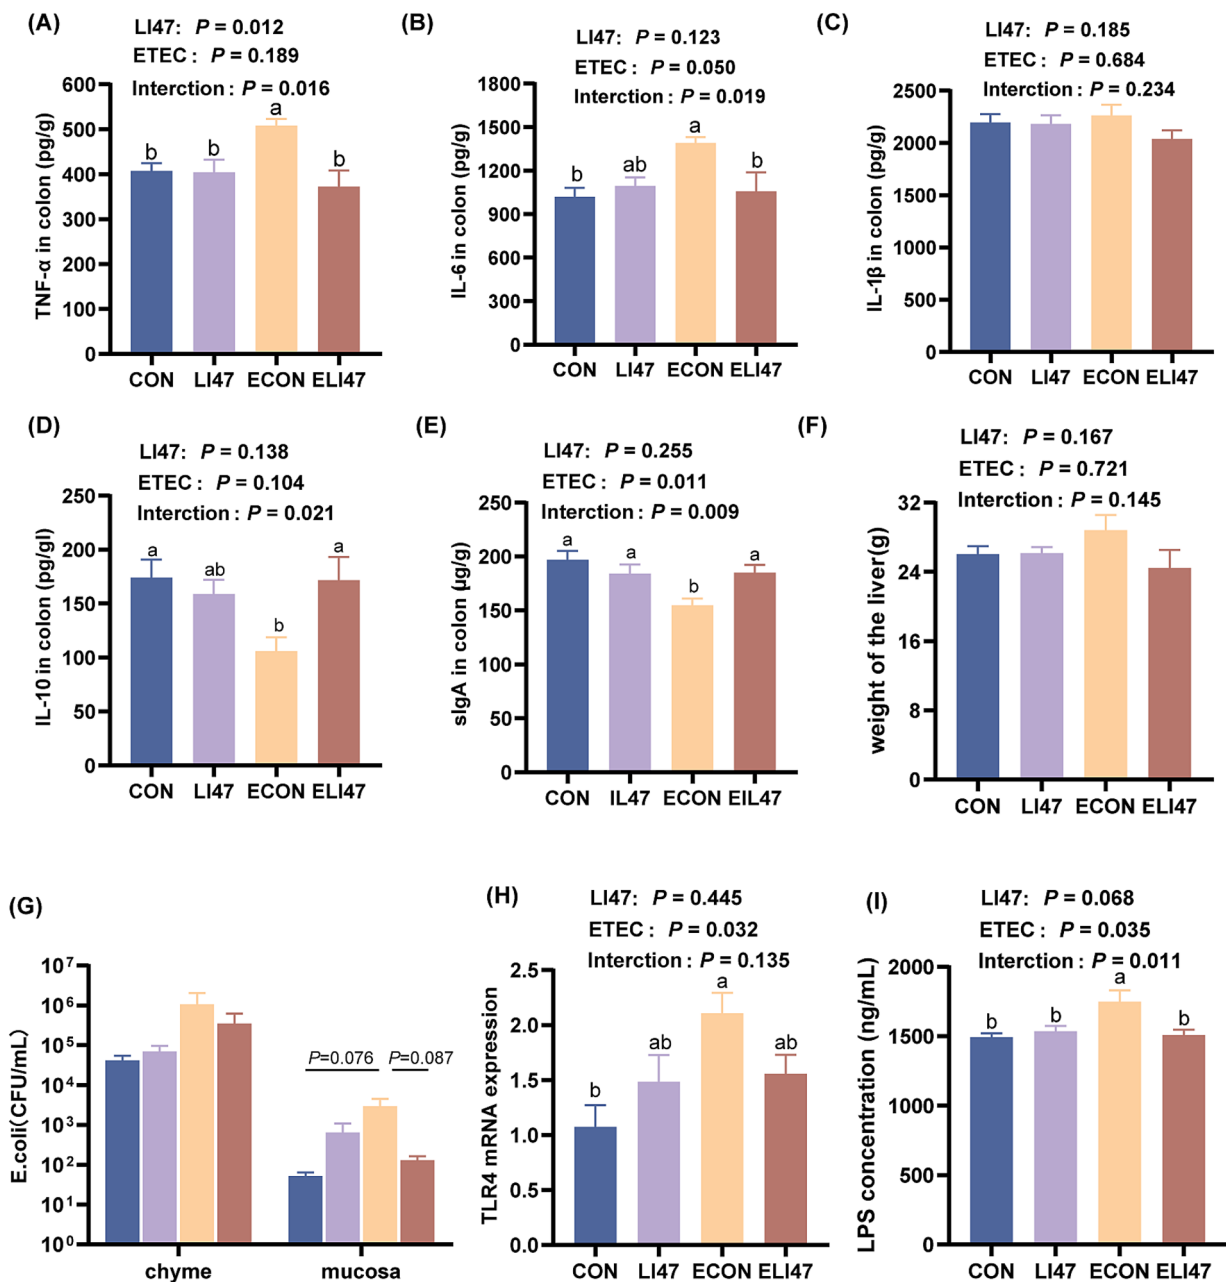 (A)
LI47: P = 0.012
ETEC : P = 0.189
Interction : P = 0.016
TNF-α in colon (pg/g)
600
500
400
300
200
100
0
b
b
a
b
CON LI47 ECON ELI47
(B)
LI47: P = 0.123
ETEC : P = 0.050
Interction : P = 0.019
IL-6 in colon (pg/g)
1800
1500
1200
900
600
300
0
b
ab
a
b
CON LI47 ECON ELI47
(C)
LI47: P = 0.185
ETEC : P = 0.684
Interction : P = 0.234
IL-1β in colon (pg/g)
2500
2000
1500
1000
500
0
CON LI47 ECON ELI47
(D)
LI47: P = 0.138
ETEC : P = 0.104
Interction : P = 0.021
IL-10 in colon (pg/gl)
250
200
150
100
50
0
a
ab
b
a
CON LI47 ECON ELI47
(E)
LI47: P = 0.255
ETEC : P = 0.011
Interction : P = 0.009
sIgA in colon (μg/g)
250
200
150
100
50
0
a
a
b
a
CON IL47 ECON EIL47
(F)
LI47: P = 0.167
ETEC : P = 0.721
Interction : P = 0.145
weight of the liver(g)
32
24
16
8
0
CON LI47 ECON ELI47
(G)
E.coli(CFU/mL)
10⁷
10⁶
10⁵
10⁴
10³
10²
10¹
10⁰
P=0.076
P=0.087
chyme mucosa
(H)
LI47: P = 0.445
ETEC : P = 0.032
Interction : P = 0.135
TLR4 mRNA expression
2.5
2.0
1.5
1.0
0.5
0.0
b
ab
a
ab
CON LI47 ECON ELI47
(I)
LI47: P = 0.068
ETEC : P = 0.035
Interction : P = 0.011
LPS concentration (ng/mL)
2000
1500
1000
500
0
b
b
a
b
CON LI47 ECON ELI47